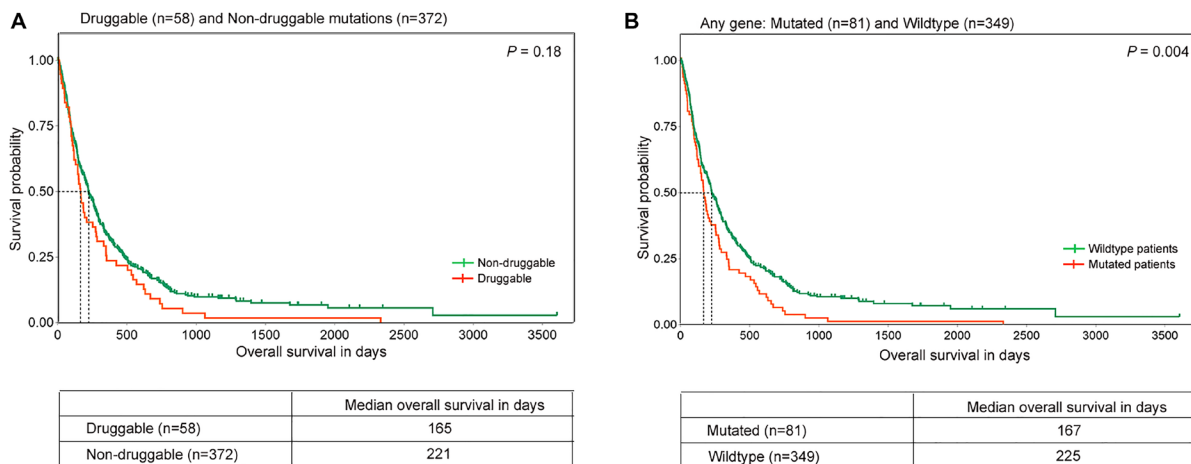 A
Druggable (n=58) and Non-druggable mutations (n=372)
P = 0.18
1.00
0.75
0.50
0.25
0.00
Survival probability
Non-druggable
Druggable
0 500 1000 1500 2000 2500 3000 3500
Overall survival in days
Median overall survival in days
Druggable (n=58) 165
Non-druggable (n=372) 221
B
Any gene: Mutated (n=81) and Wildtype (n=349)
P = 0.004
1.00
0.75
0.50
0.25
0.00
Survival probability
Wildtype patients
Mutated patients
0 500 1000 1500 2000 2500 3000 3500
Overall survival in days
Median overall survival in days
Mutated (n=81) 167
Wildtype (n=349) 225